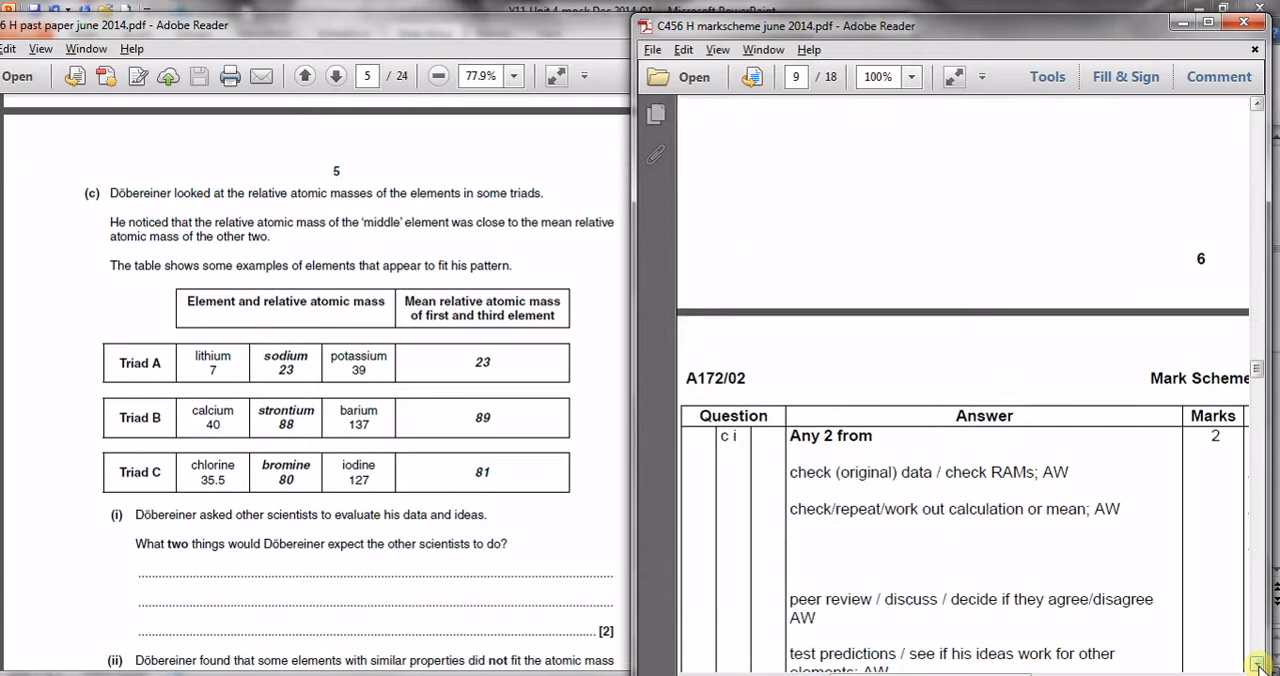 6 H past paper june 2014.pdf - Adobe Reader
Edit View Window Help
Open 5 / 24 77.9%
5
(c) Döbereiner looked at the relative atomic masses of the elements in some triads.
He noticed that the relative atomic mass of the ‘middle’ element was close to the mean relative
atomic mass of the other two.
The table shows some examples of elements that appear to fit his pattern.
Element and relative atomic mass
Mean relative atomic mass
of first and third element
Triad A lithium 7 sodium 23 potassium 39 23
Triad B calcium 40 strontium 88 barium 137 89
Triad C chlorine 35.5 bromine 80 iodine 127 81
(i) Döbereiner asked other scientists to evaluate his data and ideas.
What two things would Döbereiner expect the other scientists to do?
................................................................................
................................................................................
................................................................................ [2]
(ii) Döbereiner found that some elements with similar properties did not fit the atomic mass
C456 H markscheme june 2014.pdf - Adobe Reader
File Edit View Window Help
Open 9 / 18 100% Tools Fill & Sign Comment
6
A172/02 Mark Scheme
Question Answer Marks
c i Any 2 from 2
check (original) data / check RAMs; AW
check/repeat/work out calculation or mean; AW
peer review / discuss / decide if they agree/disagree
AW
test predictions / see if his ideas work for other
elements; AW